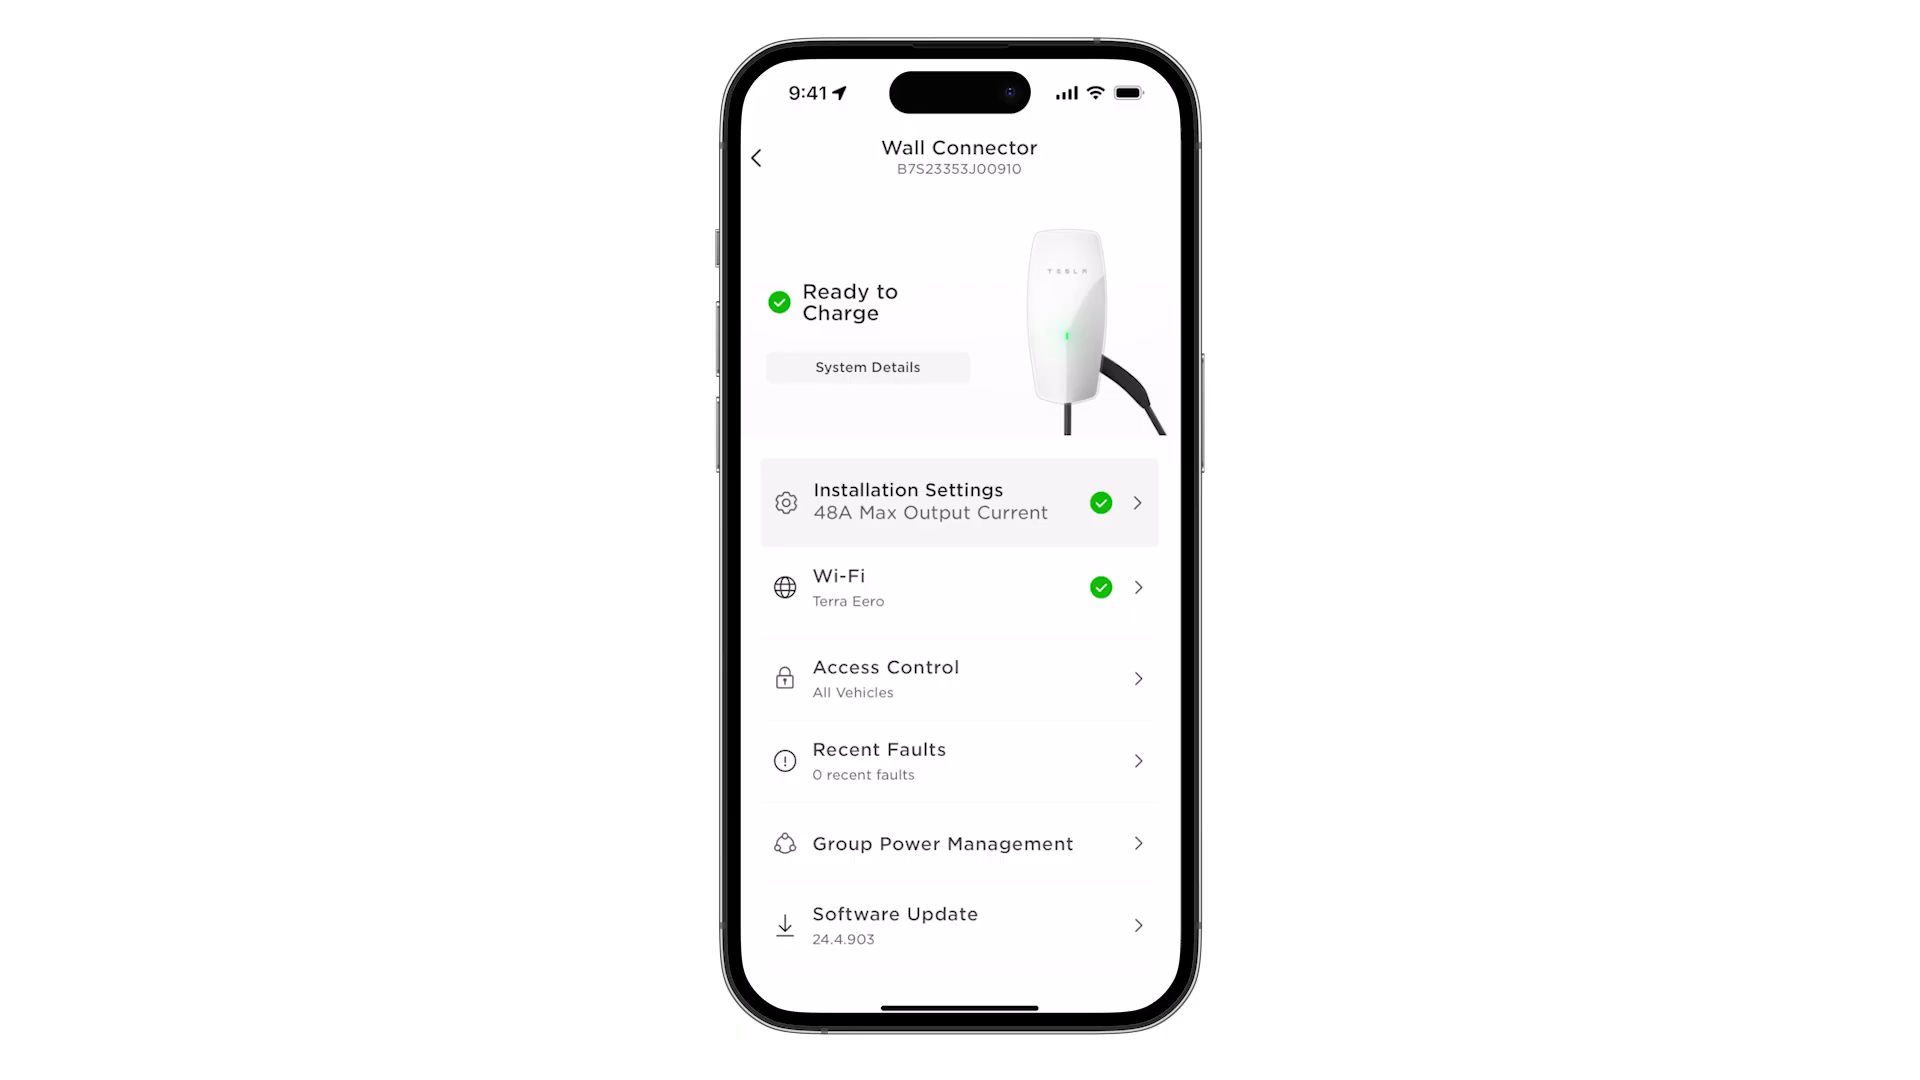 9:41
Wall Connector
B7S23353J00910
TESLA
Ready to
Charge
System Details
Installation Settings
48A Max Output Current
Wi-Fi
Terra Eero
Access Control
All Vehicles
Recent Faults
0 recent faults
Group Power Management
Software Update
24.4.903